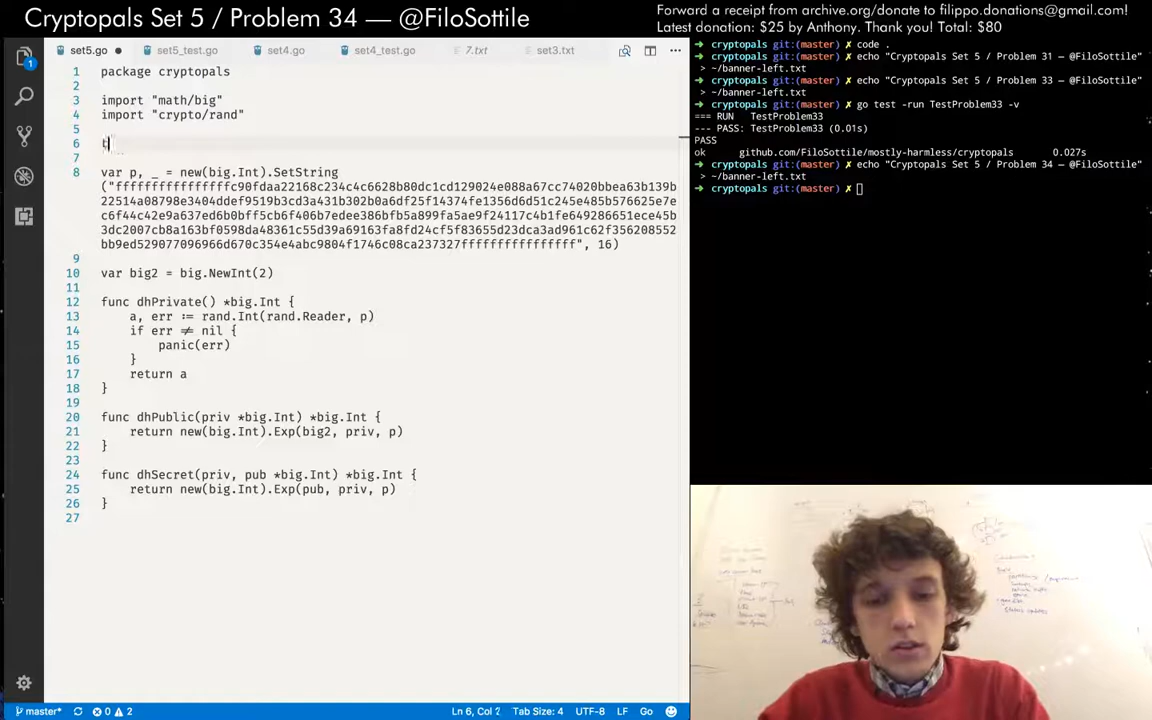 Cryptopals Set 5 / Problem 34 — @FiloSottile
Forward a receipt from archive.org/donate to filippo.donations@gmail.com!
Latest donation: $25 by Anthony. Thank you! Total: $80
set5.go ●
set5_test.go
set4.go
set4_test.go
7.txt
set3.txt
1 package cryptopals
2
3 import "math/big"
4 import "crypto/rand"
5
6 t
7
8 var p, _ = new(big.Int).SetString
("ffffffffffffffffc90fdaa22168c234c4c6628b80dc1cd129024e088a67cc74020bbea63b139b
22514a08798e3404ddef9519b3cd3a431b302b0a6df25f14374fe1356d6d51c245e485b576625e7e
c6f44c42e9a637ed6b0bff5cb6f406b7edee386bfb5a899fa5ae9f24117c4b1fe649286651ece45b
3dc2007cb8a163bf0598da48361c55d39a69163fa8fd24cf5f83655d23dca3ad961c62f356208552
bb9ed529077096966d670c354e4abc9804f1746c08ca237327ffffffffffffffff", 16)
9
10 var big2 = big.NewInt(2)
11
12 func dhPrivate() *big.Int {
13 a, err := rand.Int(rand.Reader, p)
14 if err ≠ nil {
15 panic(err)
16 }
17 return a
18 }
19
20 func dhPublic(priv *big.Int) *big.Int {
21 return new(big.Int).Exp(big2, priv, p)
22 }
23
24 func dhSecret(priv, pub *big.Int) *big.Int {
25 return new(big.Int).Exp(pub, priv, p)
26 }
27
➜ cryptopals git:(master) ✗ code .
➜ cryptopals git:(master) ✗ echo "Cryptopals Set 5 / Problem 31 — @FiloSottile"
> ~/banner-left.txt
➜ cryptopals git:(master) ✗ echo "Cryptopals Set 5 / Problem 33 — @FiloSottile"
> ~/banner-left.txt
➜ cryptopals git:(master) ✗ go test -run TestProblem33 -v
=== RUN TestProblem33
--- PASS: TestProblem33 (0.01s)
PASS
ok github.com/FiloSottile/mostly-harmless/cryptopals 0.027s
➜ cryptopals git:(master) ✗ echo "Cryptopals Set 5 / Problem 34 — @FiloSottile"
> ~/banner-left.txt
➜ cryptopals git:(master) ✗
1
master* 0 2
Ln 6, Col 2 Tab Size: 4 UTF-8 LF Go